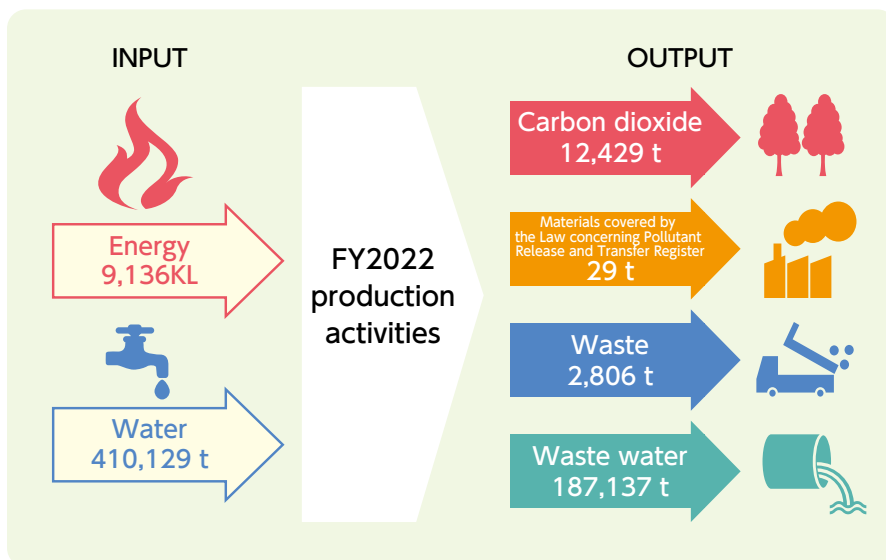 INPUT
Energy
9,136KL
Water
410,129 t
FY2022
production
activities
OUTPUT
Carbon dioxide
12,429 t
Materials covered by
the Law concerning Pollutant
Release and Transfer Register
29 t
Waste
2,806 t
Waste water
187,137 t